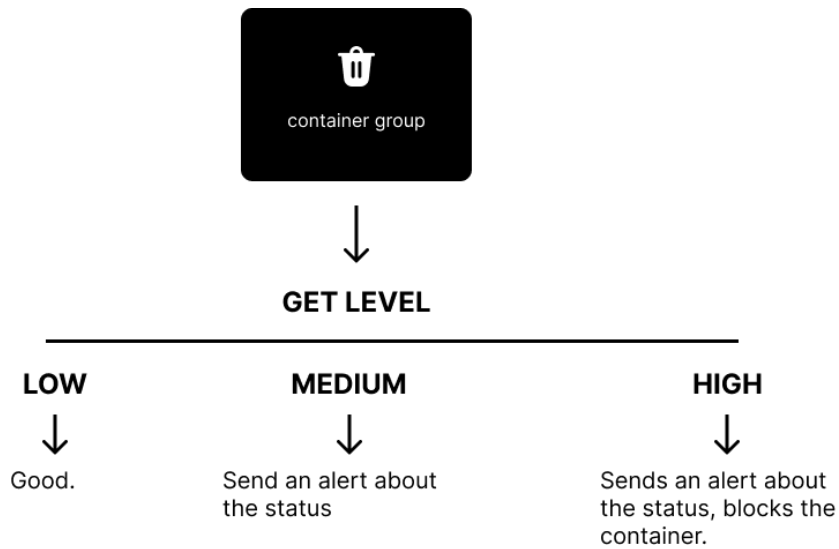 container group
GET LEVEL
LOW
MEDIUM
HIGH
Good.
Send an alert about
the status
Sends an alert about
the status, blocks the
container.